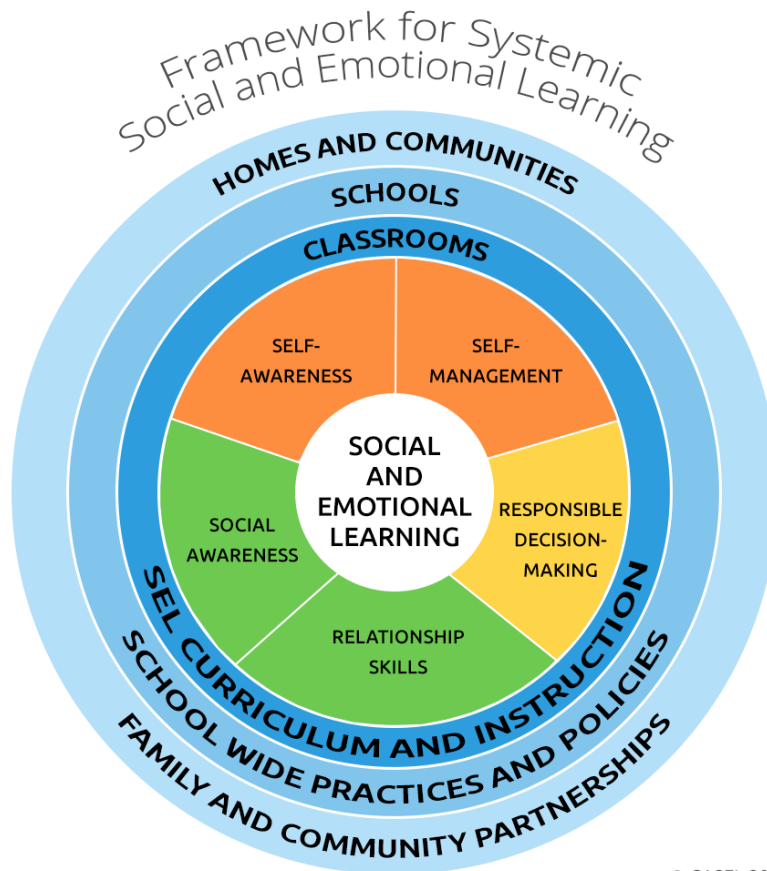 Framework for Systemic
Social and Emotional Learning
HOMES AND COMMUNITIES
SCHOOLS
CLASSROOMS
SELF-
AWARENESS
SELF-
MANAGEMENT
SOCIAL
AND
EMOTIONAL
LEARNING
SOCIAL
AWARENESS
RESPONSIBLE
DECISION-
MAKING
RELATIONSHIP
SKILLS
SEL CURRICULUM AND INSTRUCTION
SCHOOL WIDE PRACTICES AND POLICIES
FAMILY AND COMMUNITY PARTNERSHIPS